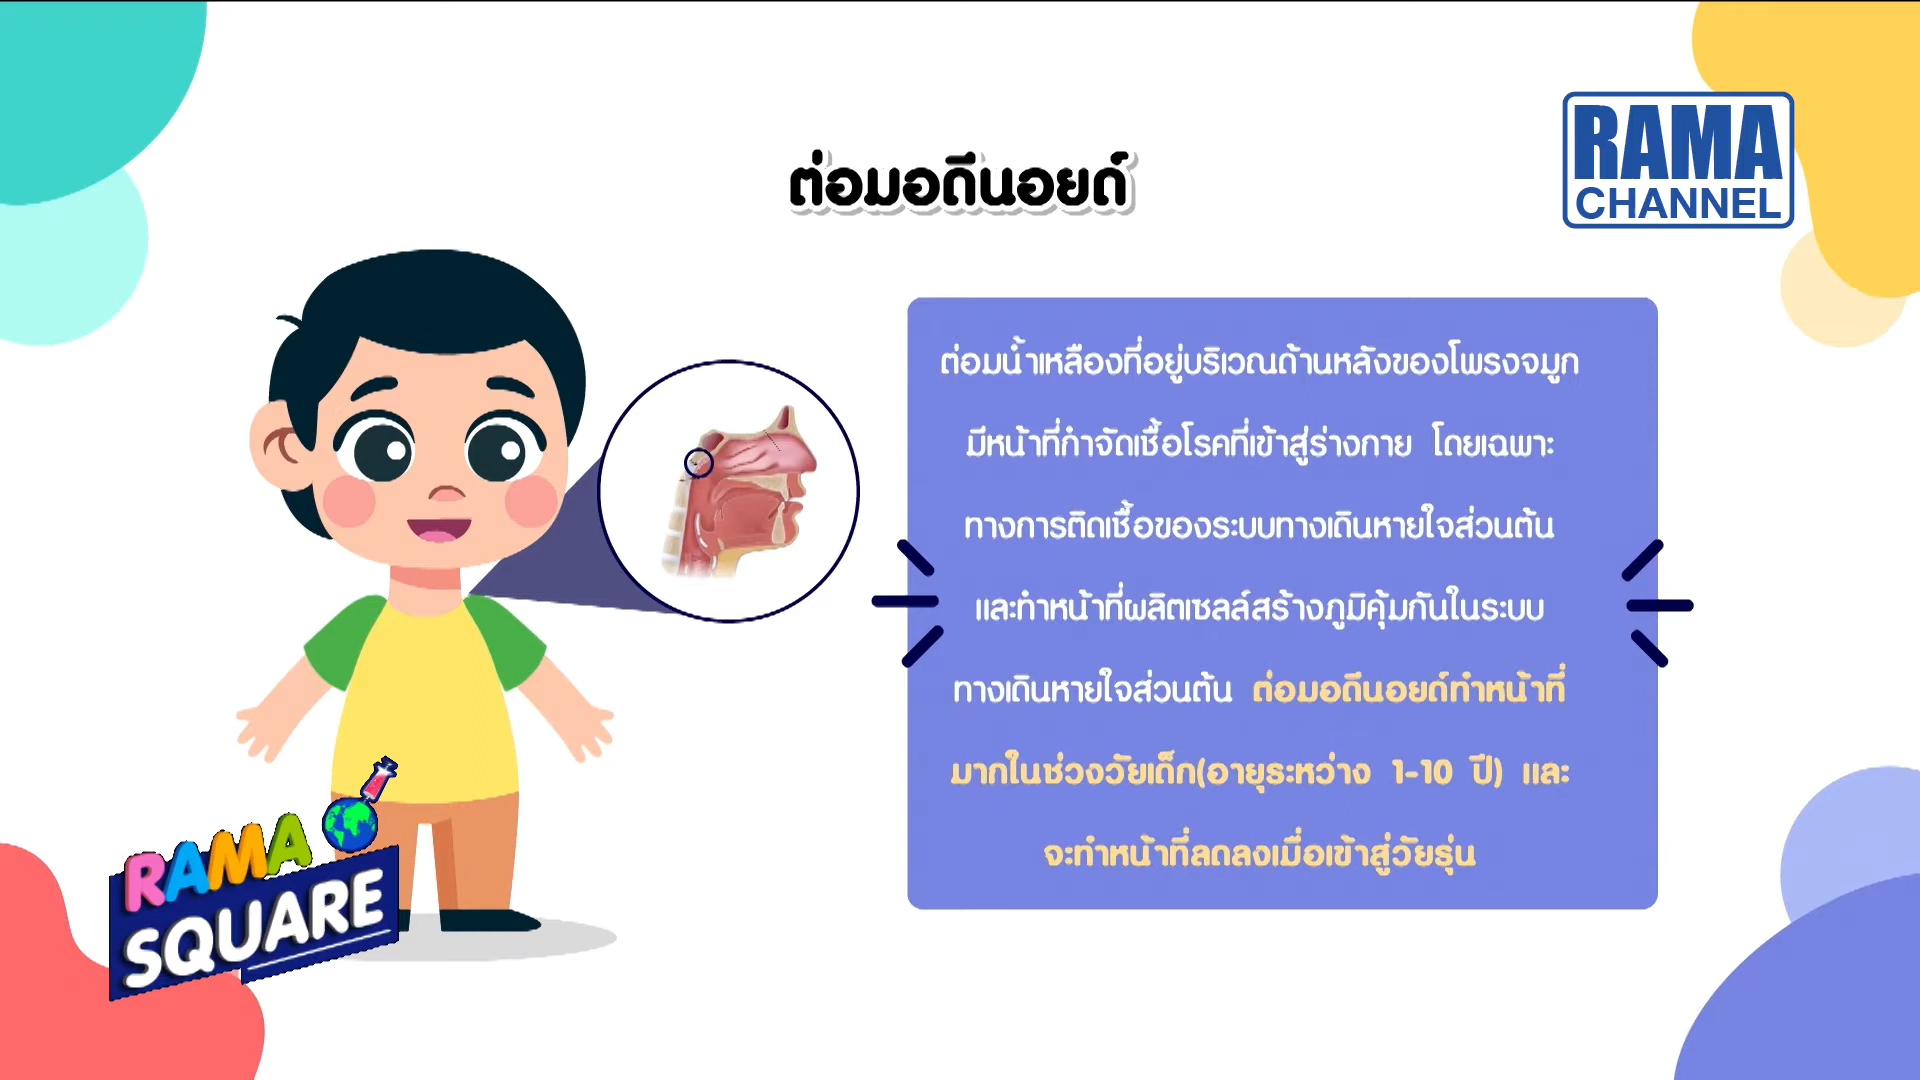 RAMA
CHANNEL
ต่อมอดีนอยด์
ต่อมน้ำเหลืองที่อยู่บริเวณด้านหลังของโพรงจมูก
มีหน้าที่กำจัดเชื้อโรคที่เข้าสู่ร่างกาย โดยเฉพาะ
ทางการติดเชื้อของระบบทางเดินหายใจส่วนต้น
และทำหน้าที่ผลิตเซลล์สร้างภูมิคุ้มกันในระบบ
ทางเดินหายใจส่วนต้น ต่อมอดีนอยด์ทำหน้าที่
มากในช่วงวัยเด็ก(อายุระหว่าง 1-10 ปี) และ
จะทำหน้าที่ลดลงเมื่อเข้าสู่วัยรุ่น
RAMA
SQUARE